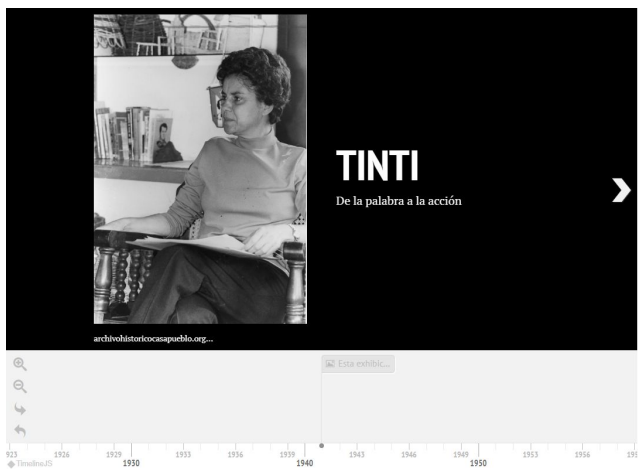 TINTI
De la palabra a la acción
archivohistoricocasapueblo.org...
Esta exhibic...
923 1926 1929 1933 1936 1939 1943 1946 1949 1953 1956 195
1930 1940 1950
TimelineJS